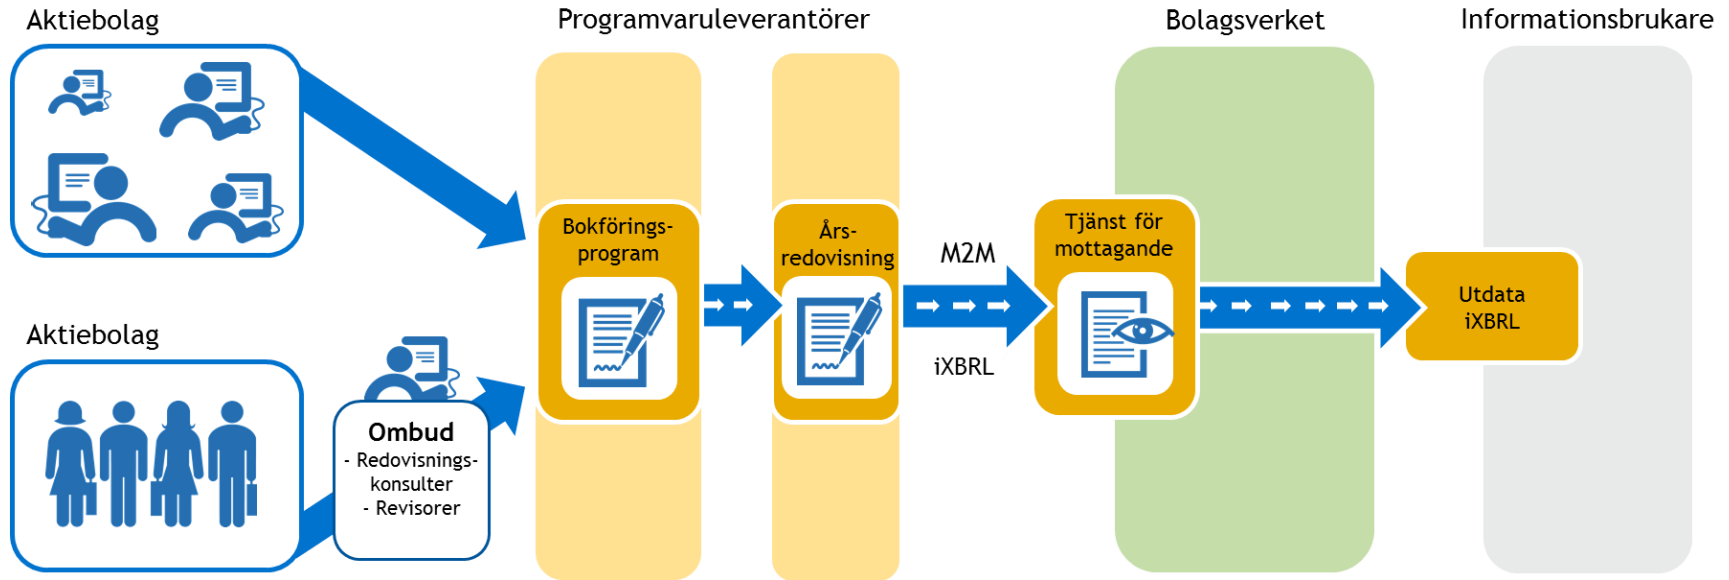 Aktiebolag
Programvaruleverantörer
Bolagsverket
Informationsbrukare
Bokförings-
program
Års-
redovisning
M2M
iXBRL
Tjänst för
mottagande
Utdata
iXBRL
Aktiebolag
Ombud
- Redovisnings-
konsulter
- Revisorer